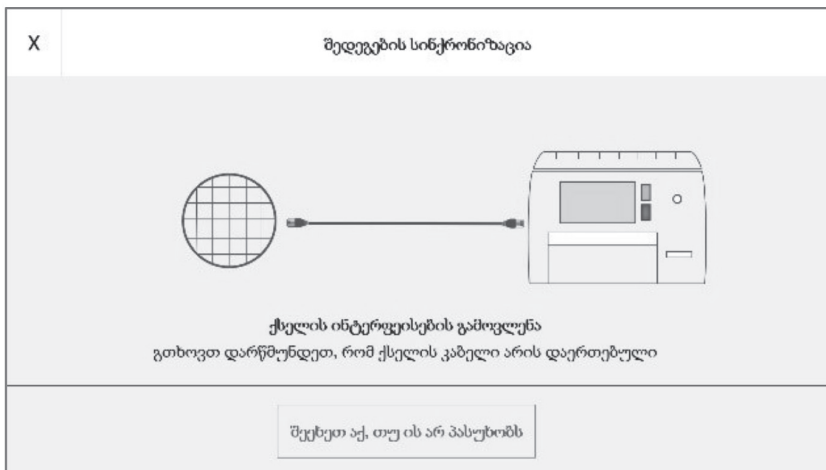 X
შედეგების სინქრონიზაცია
ქსელის ინტერფეისების გამოვლენა
გთხოვთ დარწმუნდეთ, რომ ქსელის კაბელი არის დაერთებული
შეეხეთ აქ, თუ ის არ პასუხობს